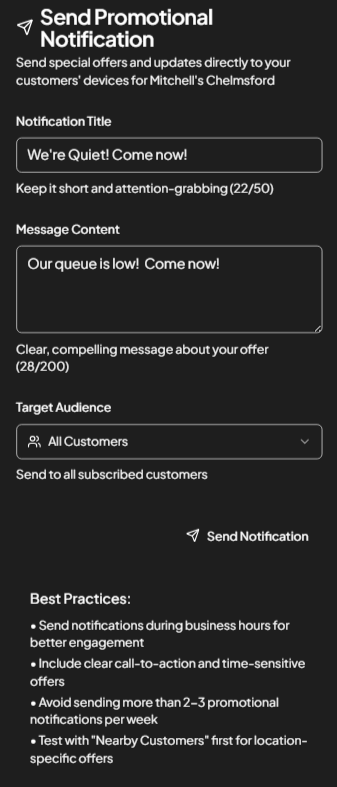 Send Promotional
Notification
Send special offers and updates directly to your
customers' devices for Mitchell's Chelmsford
Notification Title
We're Quiet! Come now!
Keep it short and attention-grabbing (22/50)
Message Content
Our queue is low!  Come now!
Clear, compelling message about your offer
(28/200)
Target Audience
All Customers
Send to all subscribed customers
Send Notification
Best Practices:
• Send notifications during business hours for
better engagement
• Include clear call-to-action and time-sensitive
offers
• Avoid sending more than 2-3 promotional
notifications per week
• Test with "Nearby Customers" first for location-
specific offers